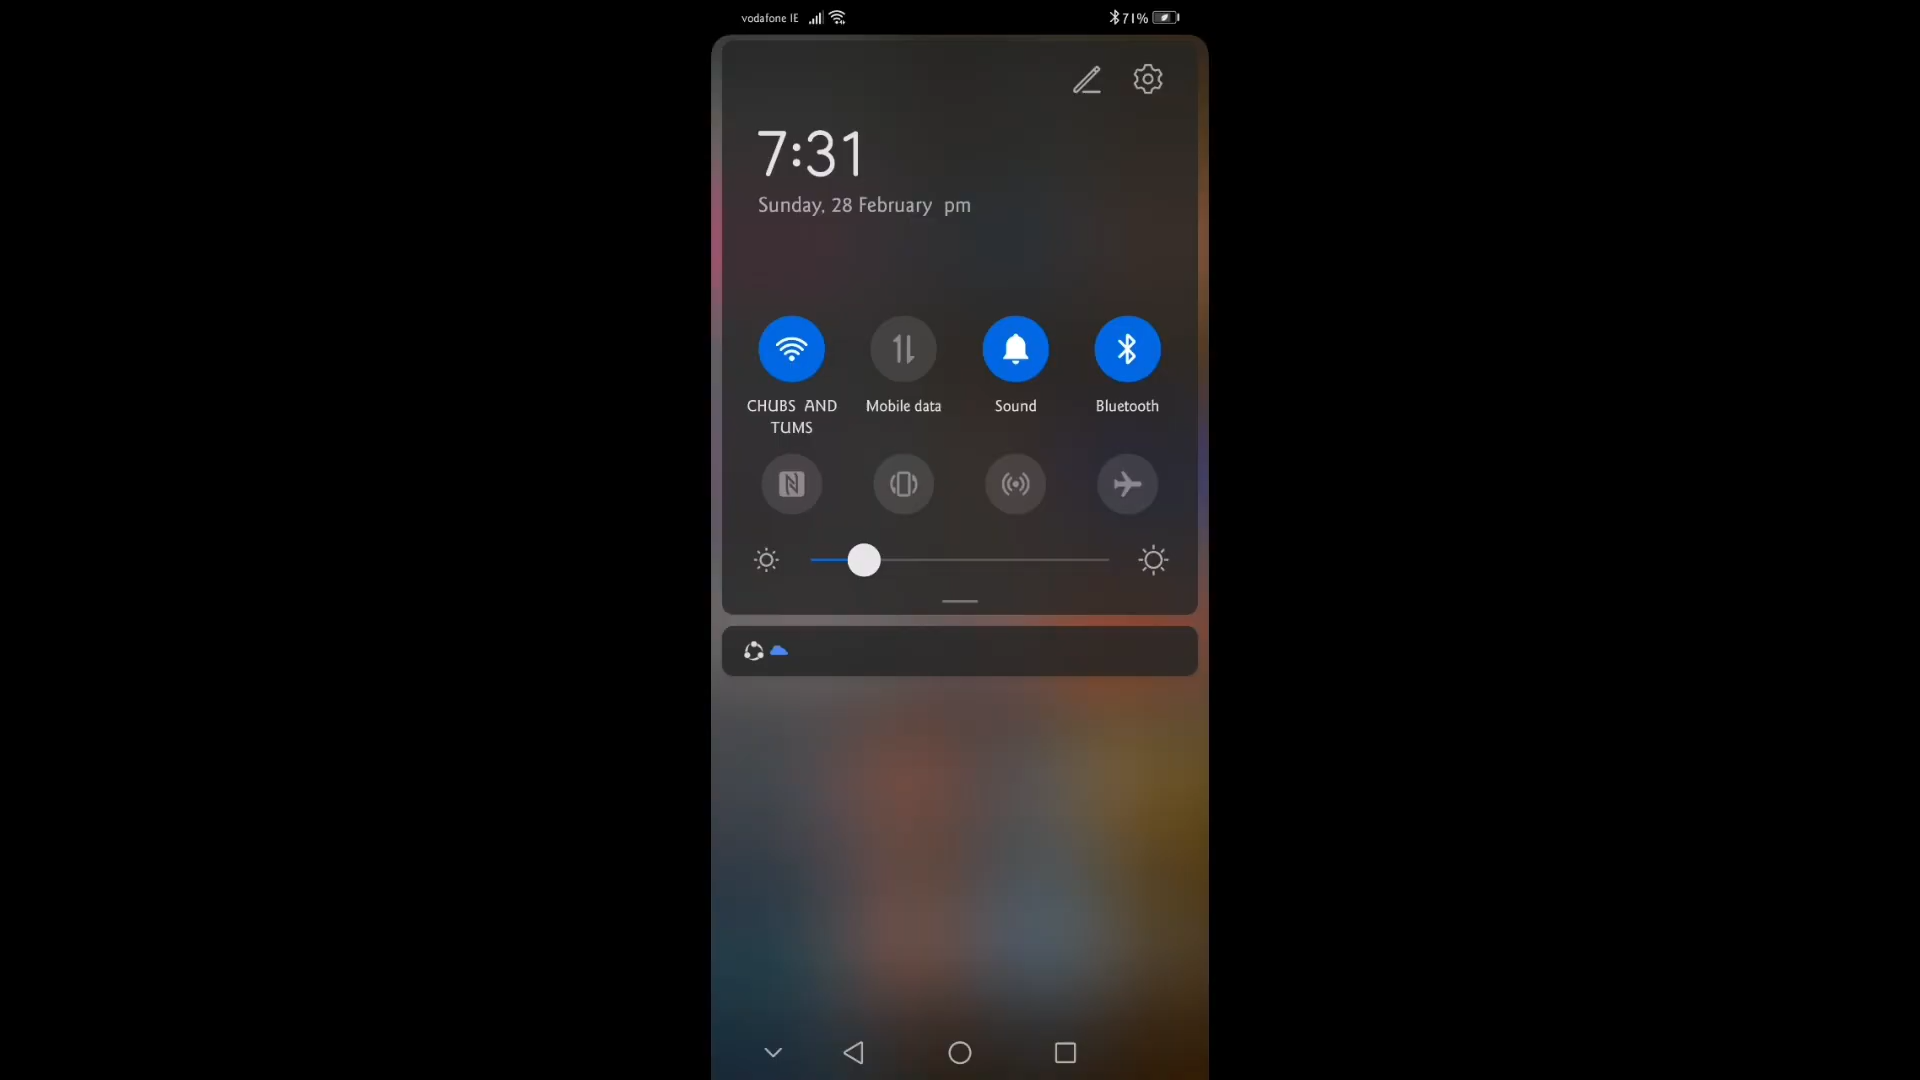 vodafone IE 71%
7:31
Sunday, 28 February pm
CHUBS AND TUMS
Mobile data
Sound
Bluetooth